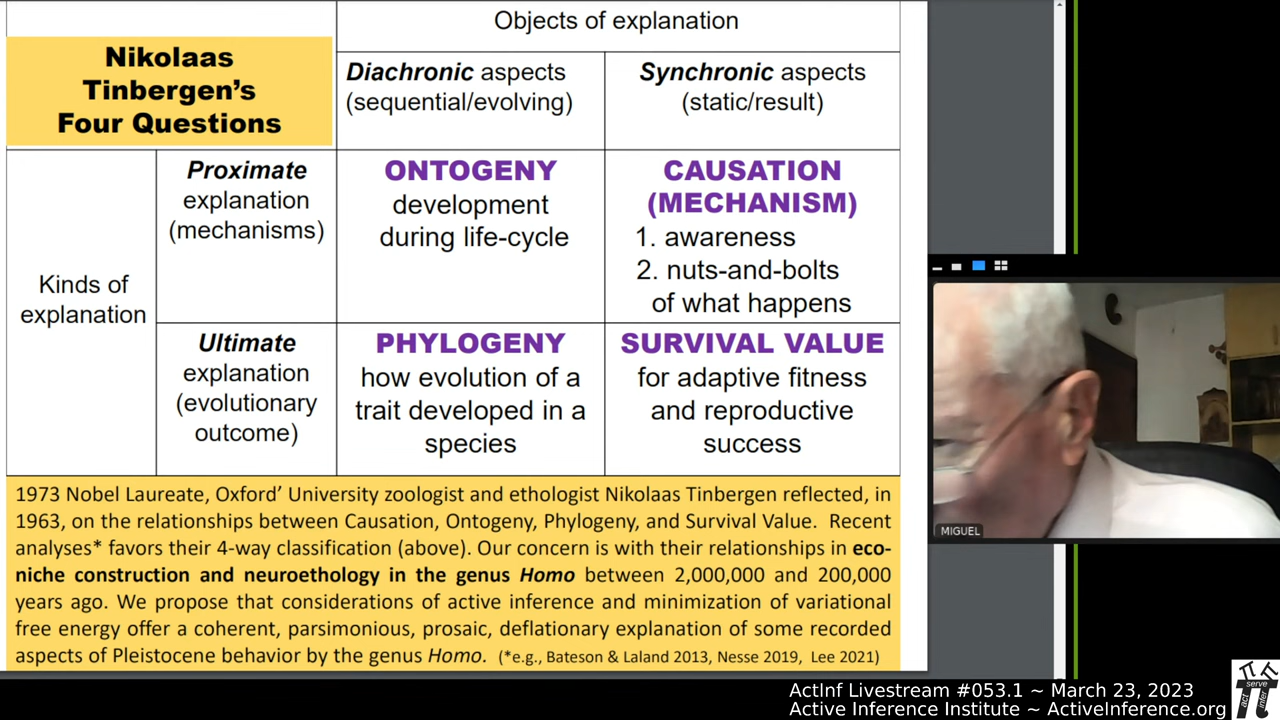 Objects of explanation
Nikolaas
Tinbergen’s
Four Questions
Diachronic aspects
(sequential/evolving)
Synchronic aspects
(static/result)
Kinds of
explanation
Proximate
explanation
(mechanisms)
ONTOGENY
development
during life-cycle
CAUSATION
(MECHANISM)
1. awareness
2. nuts-and-bolts
of what happens
Ultimate
explanation
(evolutionary
outcome)
PHYLOGENY
how evolution of a
trait developed in a
species
SURVIVAL VALUE
for adaptive fitness
and reproductive
success
1973 Nobel Laureate, Oxford’ University zoologist and ethologist Nikolaas Tinbergen reflected, in
1963, on the relationships between Causation, Ontogeny, Phylogeny, and Survival Value. Recent
analyses* favors their 4-way classification (above). Our concern is with their relationships in eco-
niche construction and neuroethology in the genus Homo between 2,000,000 and 200,000
years ago. We propose that considerations of active inference and minimization of variational
free energy offer a coherent, parsimonious, prosaic, deflationary explanation of some recorded
aspects of Pleistocene behavior by the genus Homo. (*e.g., Bateson & Laland 2013, Nesse 2019, Lee 2021)
MIGUEL
ActInf Livestream #053.1 ~ March 23, 2023
Active Inference Institute ~ ActiveInference.org
serve
act
infer